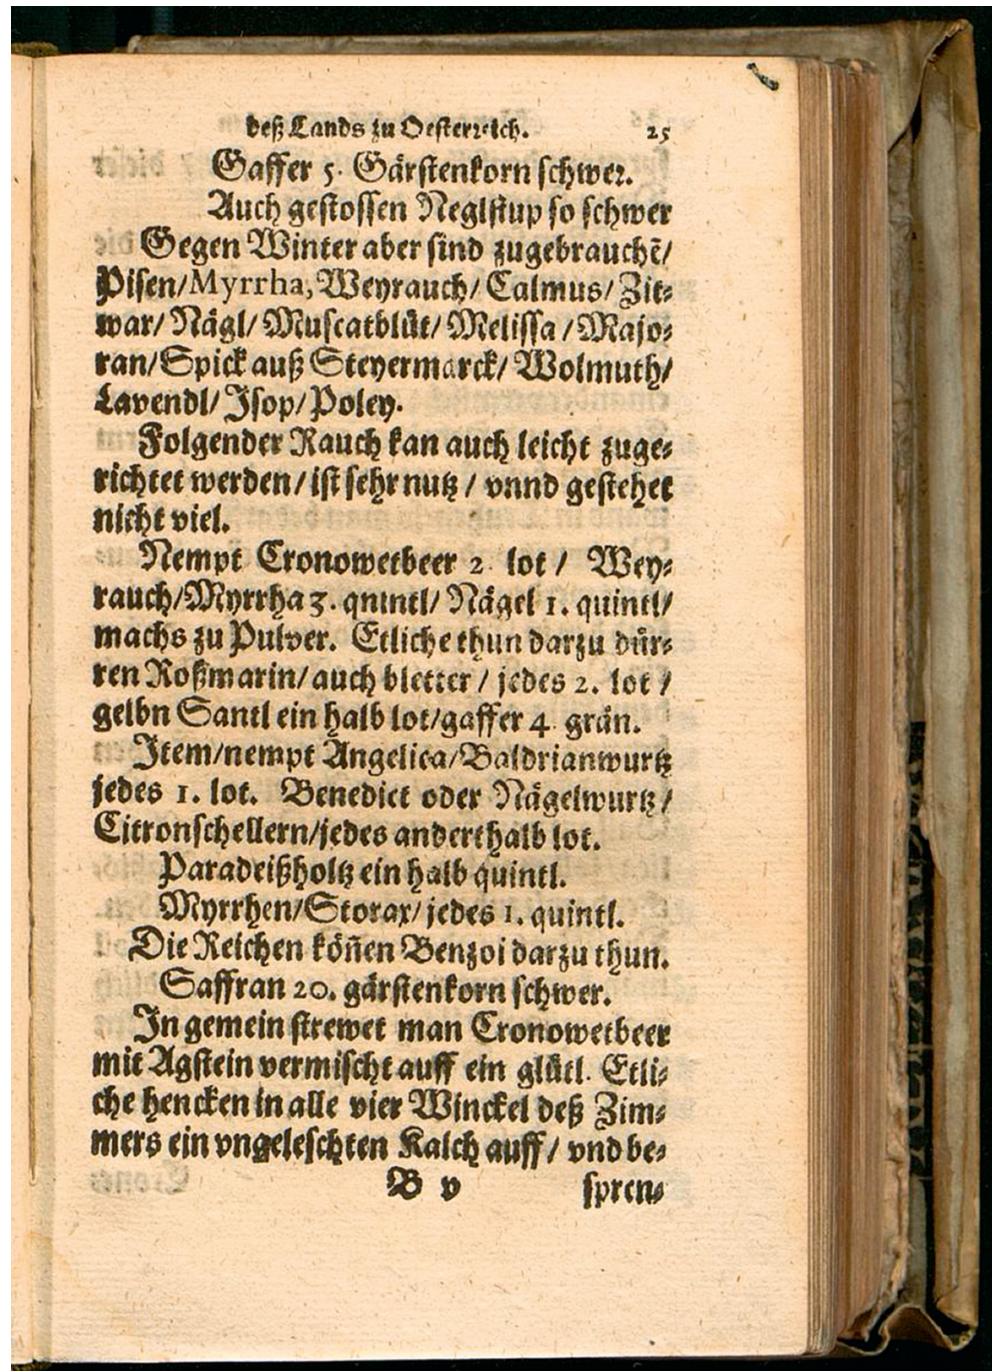 deß Lands zu Oesterreich. 25
Gaffer 5. Gärstenkorn schwer.
Auch gestossen Neglstup so schwer
Gegen Winter aber sind zugebrauchẽ/
Pisen/Myrrha, Weyrauch/ Calmus/ Zit⸗
war/ Nägl/ Muscatblüt/ Melissa / Majo⸗
ran/ Spick auß Steyermarck/ Wolmuth/
Lavendl/ Isop/ Poley.
Folgender Rauch kan auch leicht zuge⸗
richtet werden / ist sehr nutz / vnnd gestehet
nicht viel.
Nempt Cronowetbeer 2 lot / Wey⸗
rauch/Myrrha 3. qnintl/ Nägel 1. quintl/
machs zu Pulver. Etliche thun darzu dür⸗
ren Roßmarin/ auch bletter / jedes 2. lot /
gelbn Santl ein halb lot/gaffer 4 grän.
Item/nempt Angelica/Baldrianwurtz
jedes 1. lot. Benedict oder Nägelwurtz /
Citronschellern/jedes anderthalb lot.
Paradeißholtz ein halb quintl.
Myrrhen/Storax/ jedes 1. quintl.
Die Reichen köñen Benzoi darzu thun.
Saffran 20. gärstenkorn schwer.
In gemein strewet man Cronowetbeer
mit Agstein vermischt auff ein glütl. Etli⸗
che hencken in alle vier Winckel deß Zim⸗
mers ein vngeleschten Kalch auff / vnd be⸗
B v spren⸗